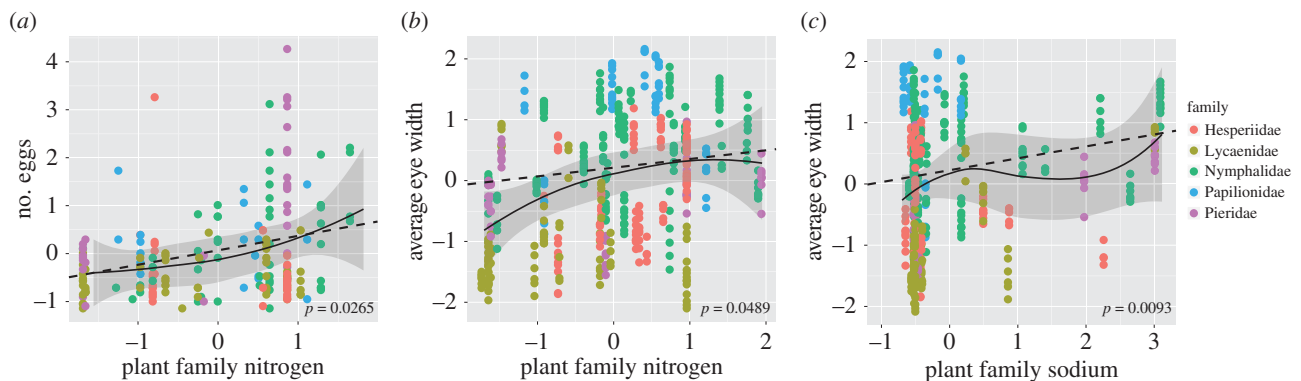 (a)
4
3
2
1
0
−1
no. eggs
p = 0.0265
−1 0 1
plant family nitrogen
(b)
2
1
0
−1
−2
average eye width
p = 0.0489
−1 0 1 2
plant family nitrogen
(c)
2
1
0
−1
−2
average eye width
p = 0.0093
−1 0 1 2 3
plant family sodium
family
Hesperiidae
Lycaenidae
Nymphalidae
Papilionidae
Pieridae